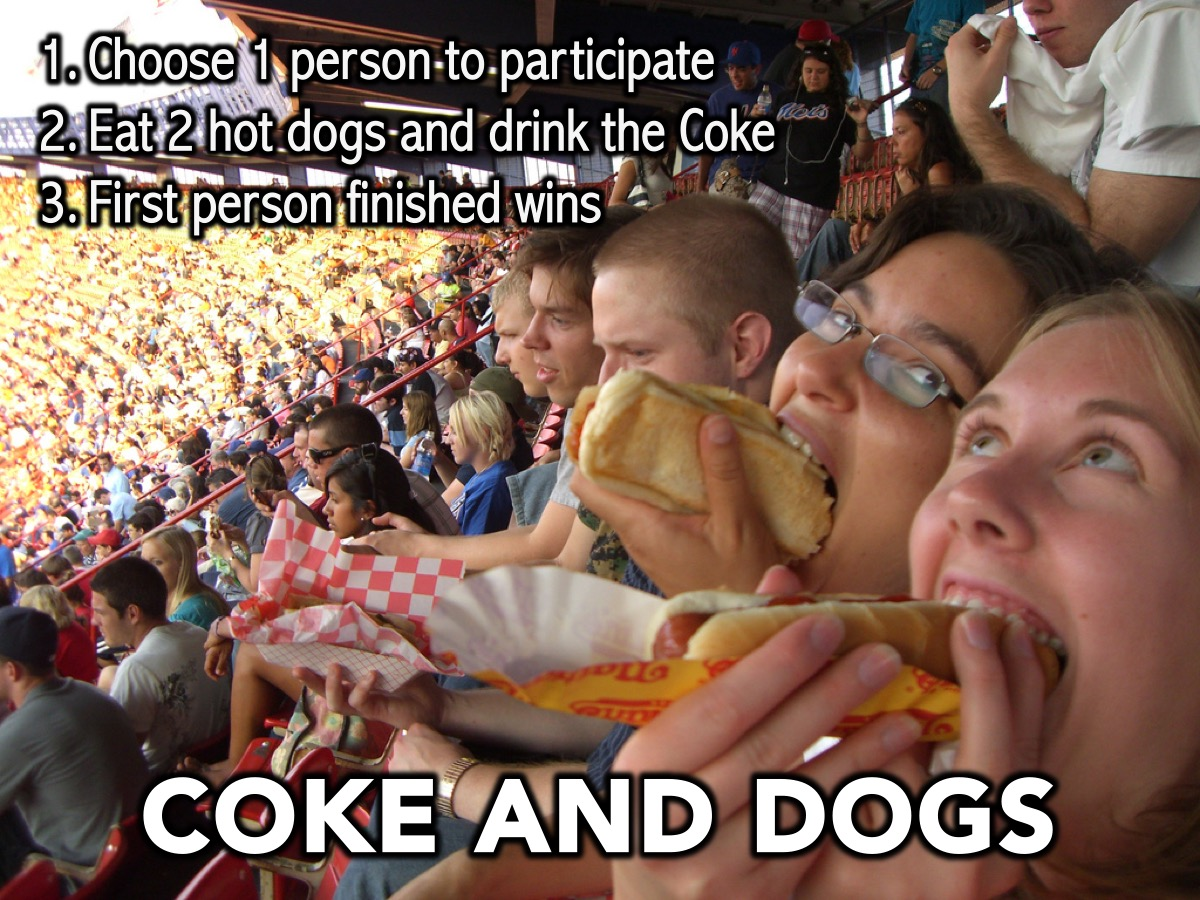 1. Choose 1 person to participate
2. Eat 2 hot dogs and drink the Coke
3. First person finished wins
Mets
COKE AND DOGS